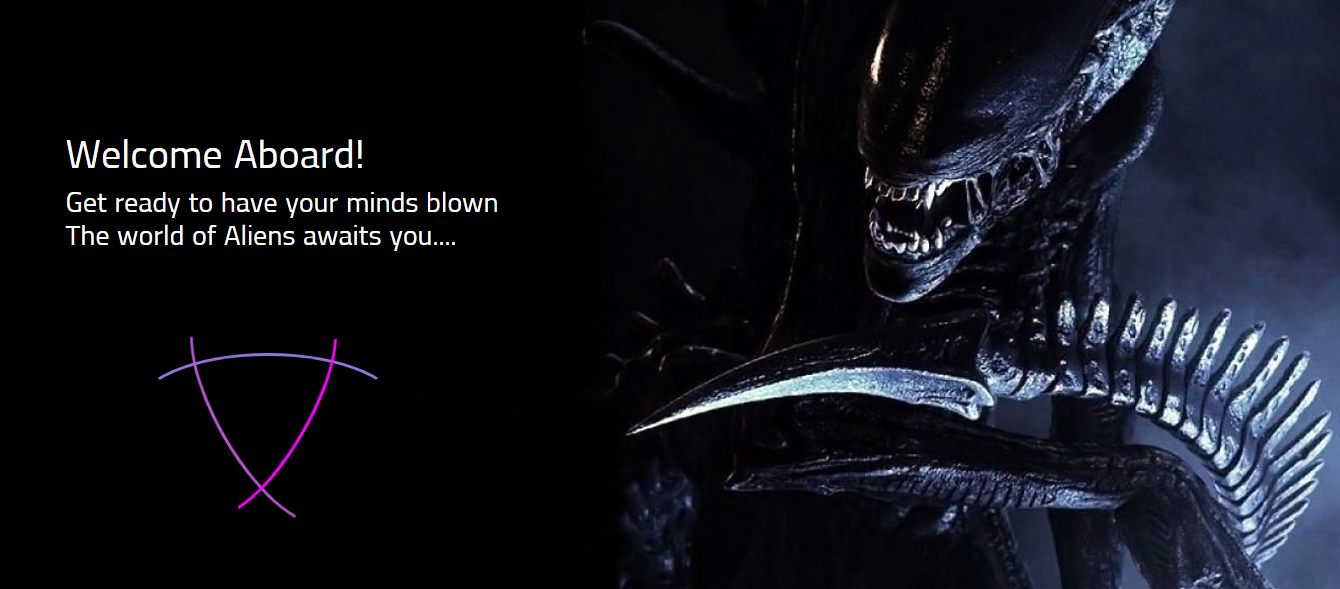 Welcome Aboard!
Get ready to have your minds blown
The world of Aliens awaits you....